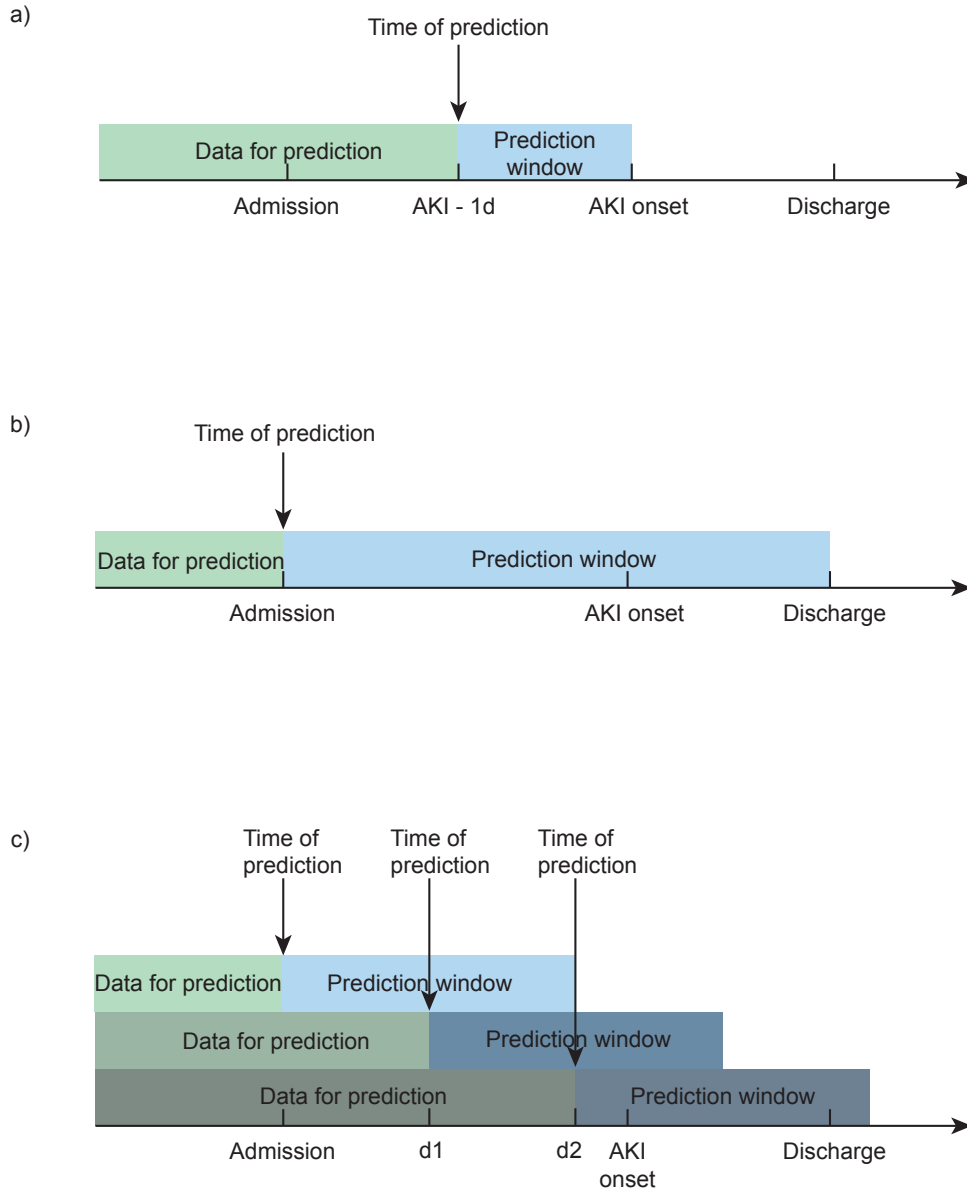 a)
Time of prediction
Data for prediction
Prediction
window
Admission
AKI - 1d
AKI onset
Discharge
b)
Time of prediction
Data for prediction
Prediction window
Admission
AKI onset
Discharge
c)
Time of
prediction
Time of
prediction
Time of
prediction
Data for prediction
Prediction window
Data for prediction
Prediction window
Data for prediction
Prediction window
Admission
d1
d2
AKI
onset
Discharge